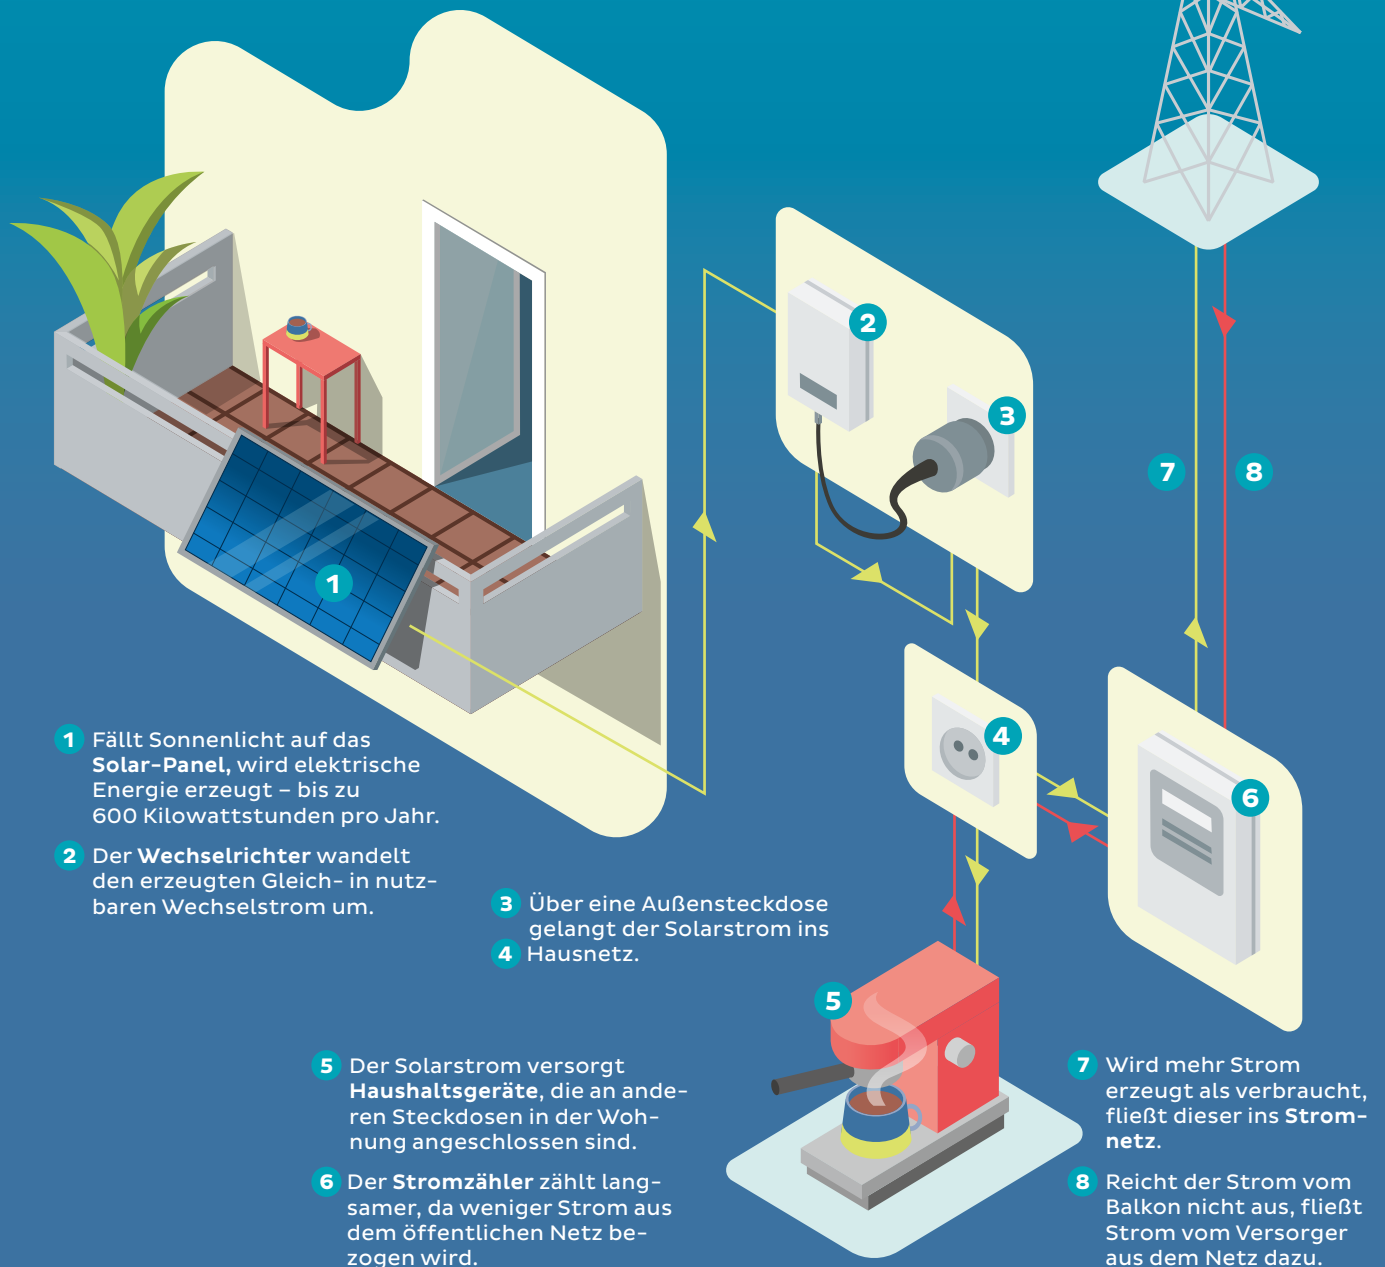 1 Fällt Sonnenlicht auf das
Solar-Panel, wird elektrische
Energie erzeugt – bis zu
600 Kilowattstunden pro Jahr.
2 Der Wechselrichter wandelt
den erzeugten Gleich- in nutz-
baren Wechselstrom um.
3 Über eine Außensteckdose
gelangt der Solarstrom ins
4 Hausnetz.
5 Der Solarstrom versorgt
Haushaltsgeräte, die an ande-
ren Steckdosen in der Woh-
nung angeschlossen sind.
6 Der Stromzähler zählt lang-
samer, da weniger Strom aus
dem öffentlichen Netz be-
zogen wird.
7 Wird mehr Strom
erzeugt als verbraucht,
fließt dieser ins Strom-
netz.
8 Reicht der Strom vom
Balkon nicht aus, fließt
Strom vom Versorger
aus dem Netz dazu.
1
2
3
4
5
6
7
8